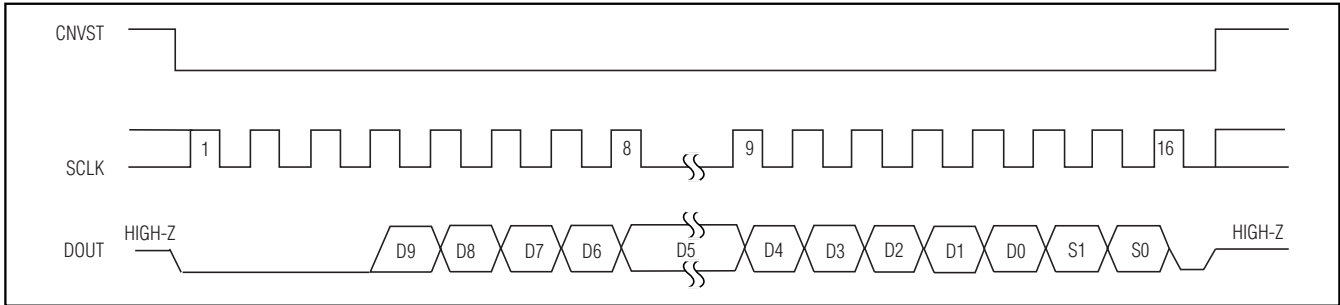 CNVST
1 8 9 16
SCLK
HIGH-Z HIGH-Z
DOUT D9 D8 D7 D6 D5 D4 D3 D2 D1 D0 S1 S0